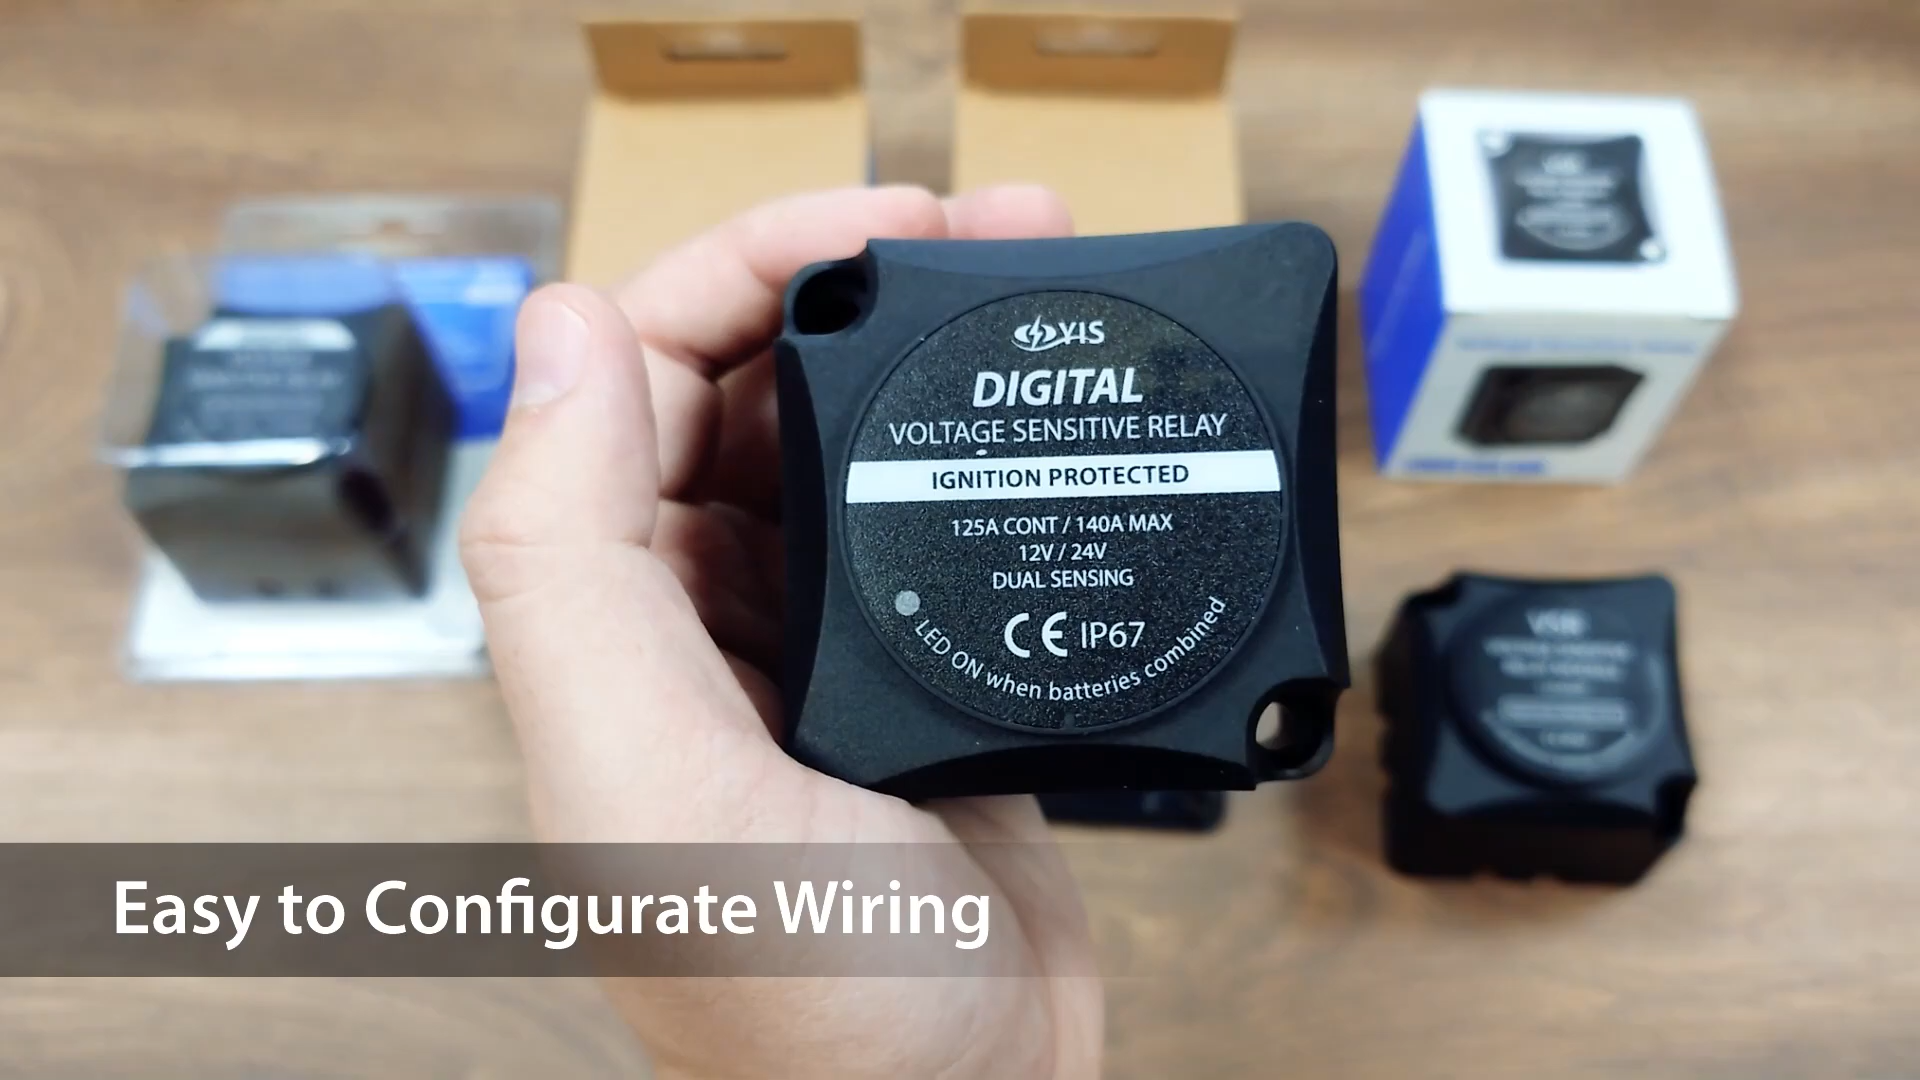 YIS
DIGITAL
VOLTAGE SENSITIVE RELAY
IGNITION PROTECTED
125A CONT / 140A MAX
12V / 24V
DUAL SENSING
CE IP67
LED ON when batteries combined
Easy to Configurate Wiring